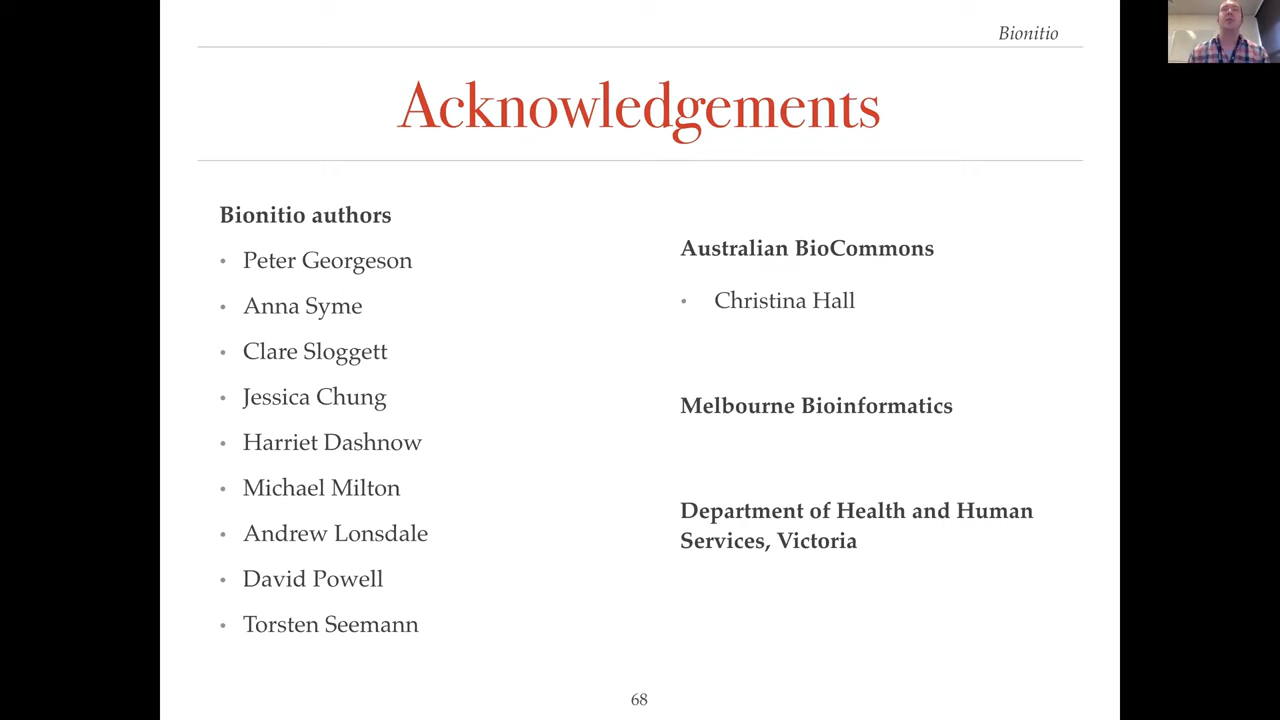 Bionitio
Acknowledgements
Bionitio authors
• Peter Georgeson
• Anna Syme
• Clare Sloggett
• Jessica Chung
• Harriet Dashnow
• Michael Milton
• Andrew Lonsdale
• David Powell
• Torsten Seemann
Australian BioCommons
• Christina Hall
Melbourne Bioinformatics
Department of Health and Human
Services, Victoria
68